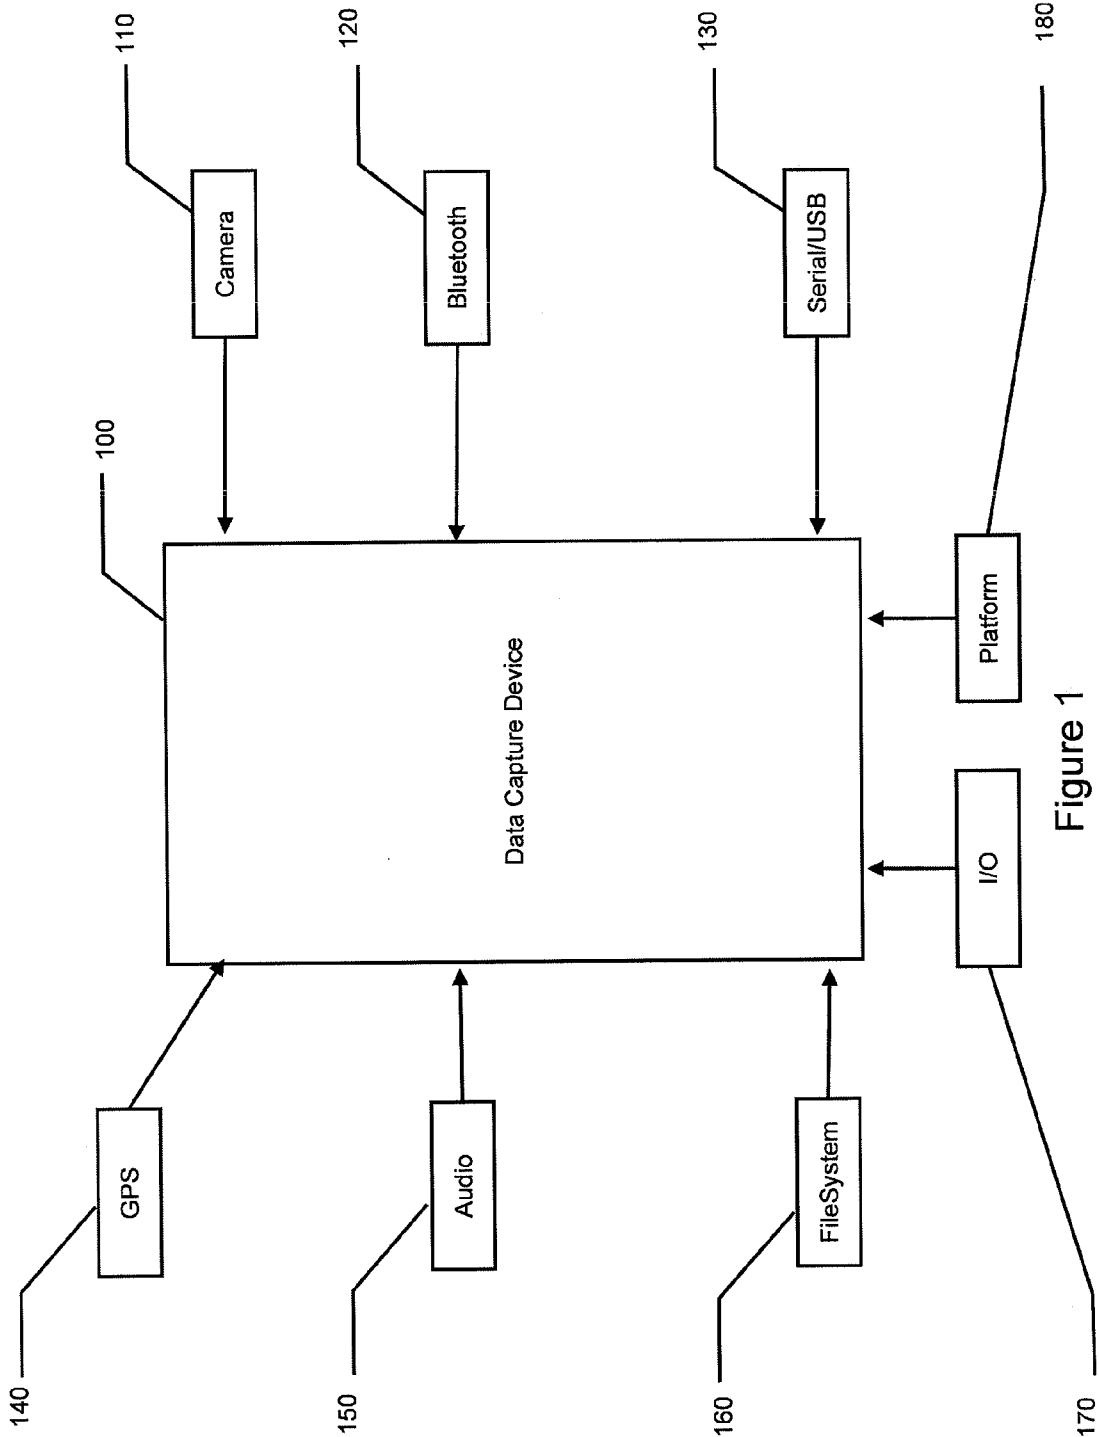 140
GPS
150
Audio
160
FileSystem
170
I/O
100
Data Capture Device
110
Camera
120
Bluetooth
130
Serial/USB
180
Platform
Figure 1